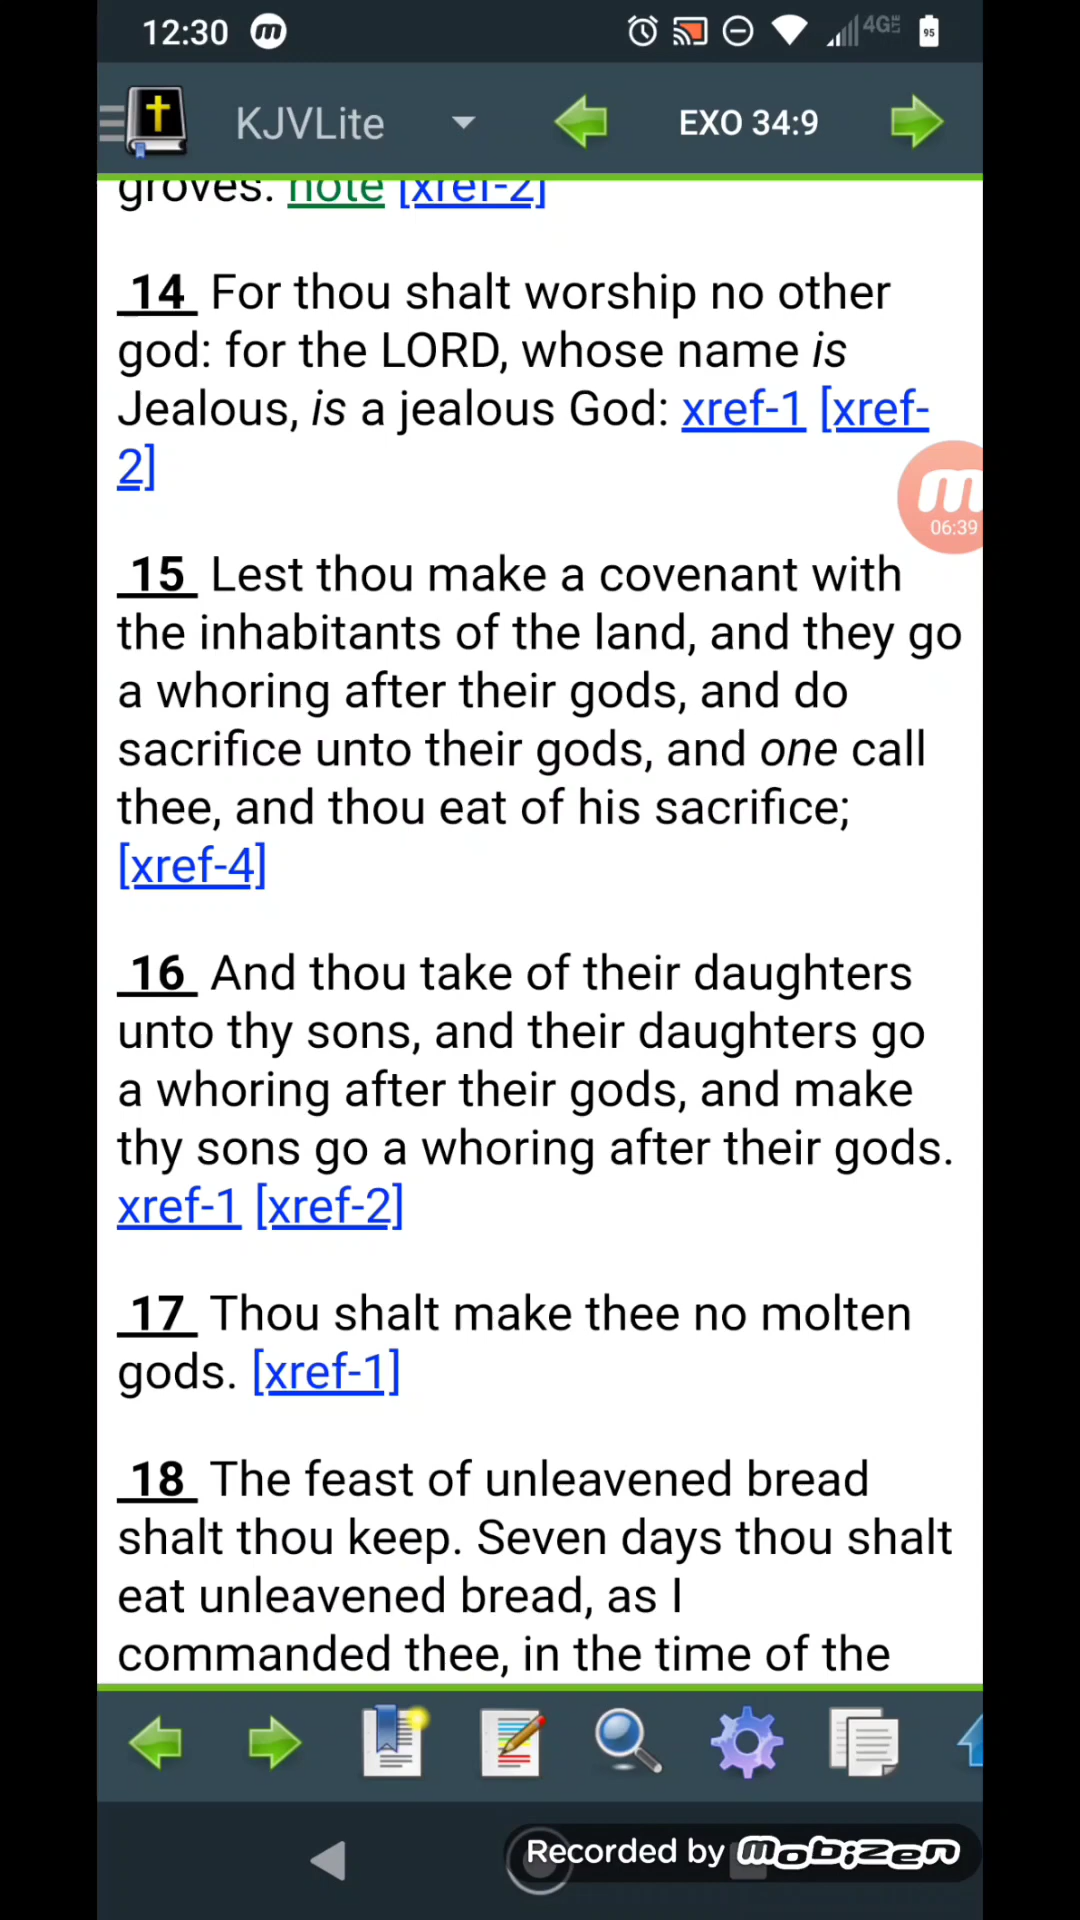 12:30 m 4G LTE 95
KJVLite EXO 34:9
groves. note [xref-2]
14 For thou shalt worship no other
god: for the LORD, whose name is
Jealous, is a jealous God: xref-1 [xref-
2]
m
06:39
15 Lest thou make a covenant with
the inhabitants of the land, and they go
a whoring after their gods, and do
sacrifice unto their gods, and one call
thee, and thou eat of his sacrifice;
[xref-4]
16 And thou take of their daughters
unto thy sons, and their daughters go
a whoring after their gods, and make
thy sons go a whoring after their gods.
xref-1 [xref-2]
17 Thou shalt make thee no molten
gods. [xref-1]
18 The feast of unleavened bread
shalt thou keep. Seven days thou shalt
eat unleavened bread, as I
commanded thee, in the time of the
Recorded by mobizen